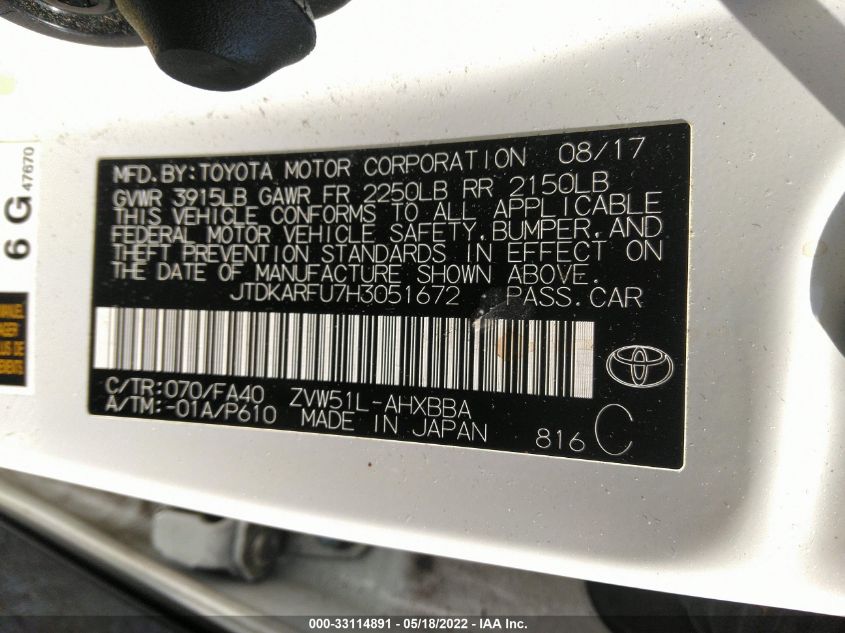 MFD. BY: TOYOTA MOTOR CORPORATION 08/17
GVWR 3915LB GAWR FR 2250LB RR 2150LB
THIS VEHICLE CONFORMS TO ALL APPLICABLE
FEDERAL MOTOR VEHICLE SAFETY, BUMPER, AND
THEFT PREVENTION STANDARDS IN EFFECT ON
THE DATE OF MANUFACTURE SHOWN ABOVE.
JTDKARFU7H3051672 PASS. CAR
C/TR: 070/FA40 ZVW51L-AHXBBA
A/TM: -01A/P610 MADE IN JAPAN 816 C
6 G 47670
000-33114891 - 05/18/2022 - IAA Inc.